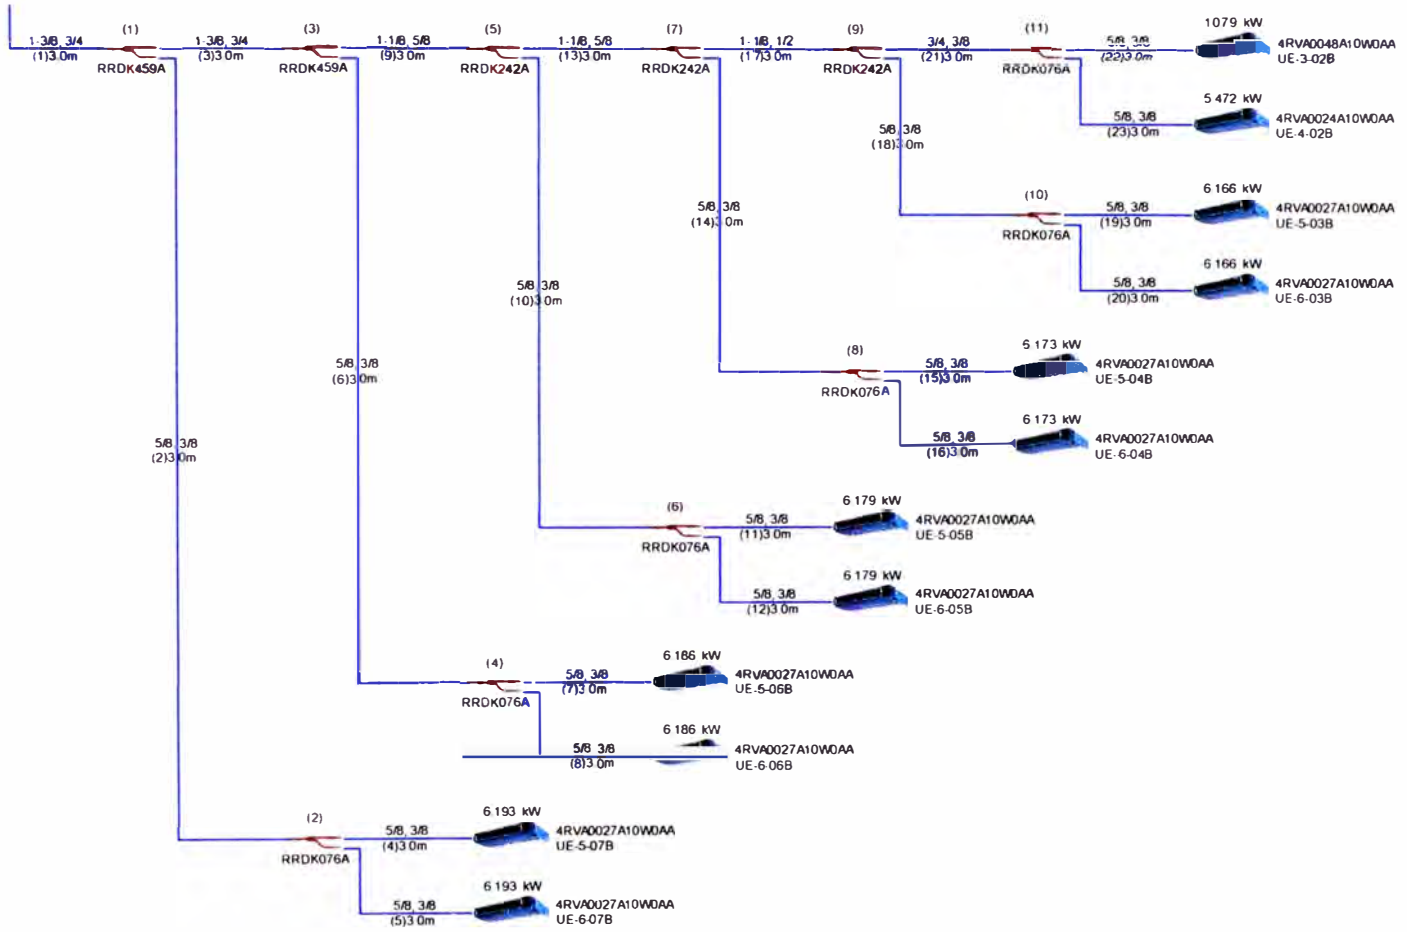 (1)
(3)
(5)
(7)
(9)
(11)
1079 kW
1-3/8, 3/4
(1)3.0m
RRDK459A
1-3/8, 3/4
(3)3.0m
RRDK459A
1-1/8, 5/8
(9)3.0m
RRDK242A
1-1/8, 5/8
(13)3.0m
RRDK242A
1-1/8, 1/2
(17)3.0m
RRDK242A
3/4, 3/8
(21)3.0m
RRDK076A
5/8, 3/8
(22)3.0m
4RVA0048A10W0AA
UE-3-02B
5 472 kW
5/8, 3/8
(23)3.0m
4RVA0024A10W0AA
UE-4-02B
5/8, 3/8
(18)3.0m
(10)
RRDK076A
6 166 kW
5/8, 3/8
(19)3.0m
4RVA0027A10W0AA
UE-5-03B
6 166 kW
5/8, 3/8
(20)3.0m
4RVA0027A10W0AA
UE-6-03B
5/8, 3/8
(14)3.0m
5/8, 3/8
(10)3.0m
(8)
RRDK076A
6 173 kW
5/8, 3/8
(15)3.0m
4RVA0027A10W0AA
UE-5-04B
5/8, 3/8
(6)3.0m
6 173 kW
5/8, 3/8
(16)3.0m
4RVA0027A10W0AA
UE-6-04B
5/8, 3/8
(2)3.0m
(6)
RRDK076A
6 179 kW
5/8, 3/8
(11)3.0m
4RVA0027A10W0AA
UE-5-05B
6 179 kW
5/8, 3/8
(12)3.0m
4RVA0027A10W0AA
UE-6-05B
(4)
RRDK076A
6 186 kW
5/8, 3/8
(7)3.0m
4RVA0027A10W0AA
UE-5-06B
6 186 kW
5/8 3/8
(8)3.0m
4RVA0027A10W0AA
UE-6-06B
(2)
RRDK076A
6.193 kW
5/8, 3/8
(4)3.0m
4RVA0027A10W0AA
UE-5-07B
6 193 kW
5/8, 3/8
(5)3.0m
4RVA0027A10W0AA
UE-6-07B